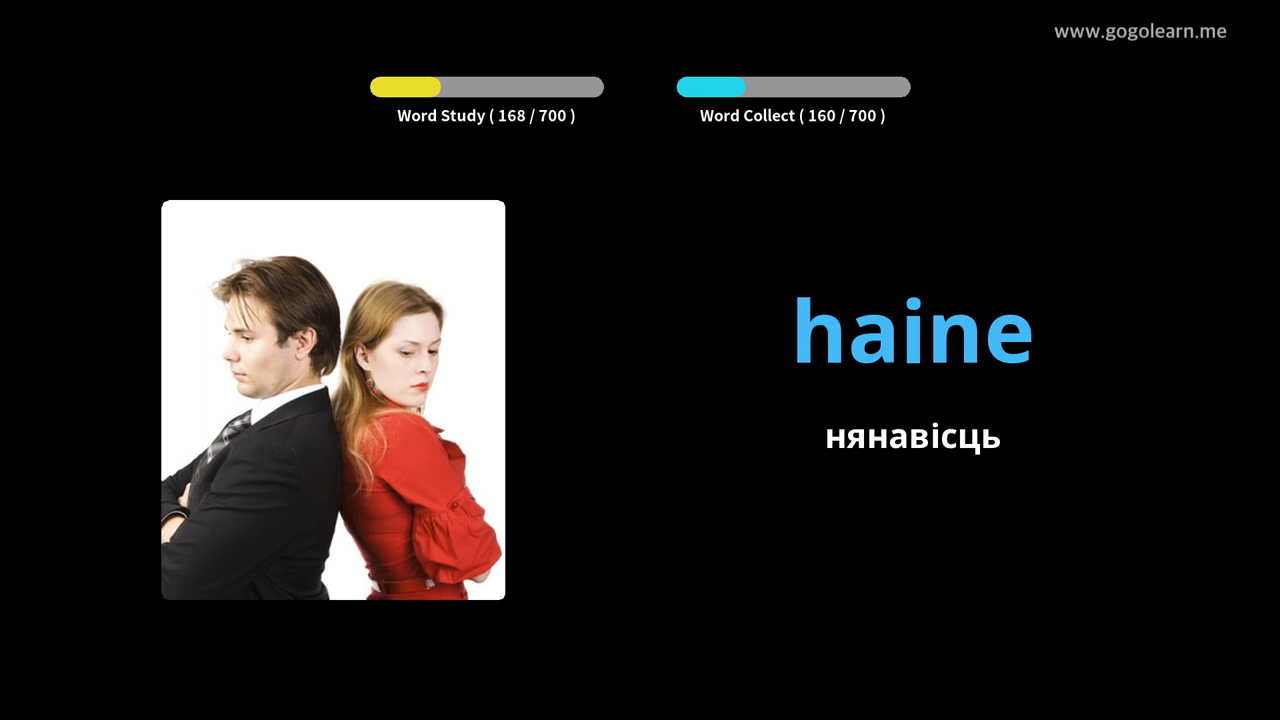 www.gogolearn.me
Word Study ( 168 / 700 )
Word Collect ( 160 / 700 )
haine
нянавісць